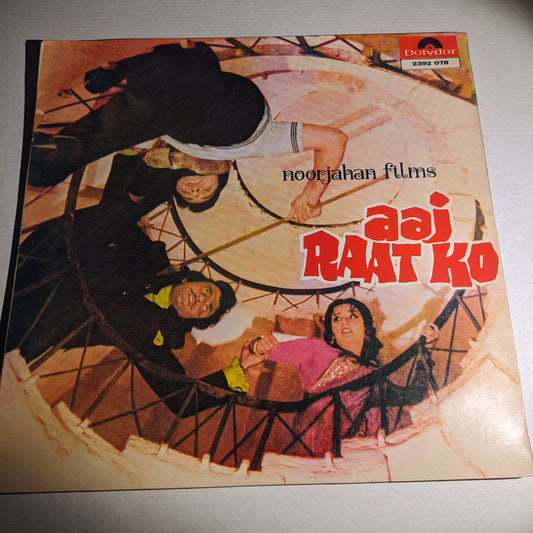 polydor
2392 078
noorjahan films
aaj
RAAT KO